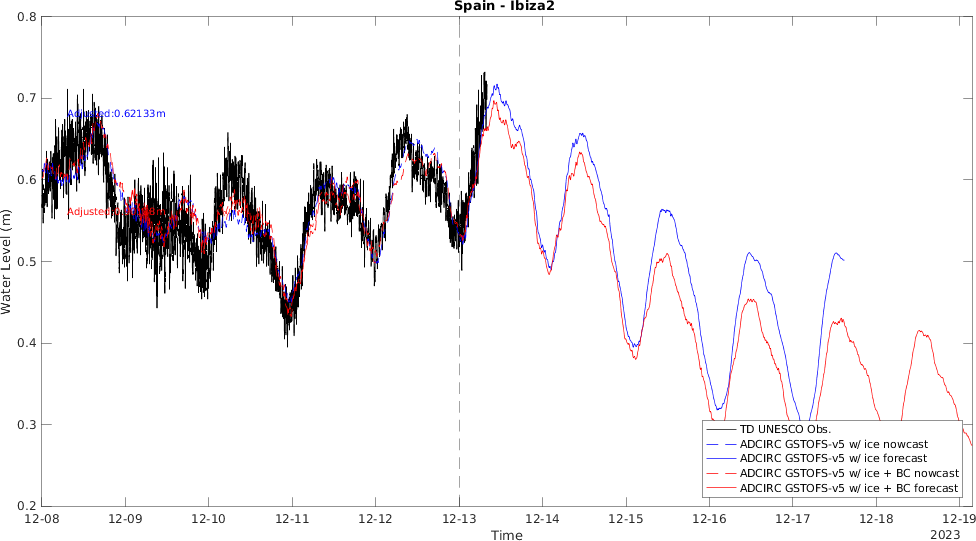 Spain - Ibiza2
0.8
0.7
0.6
0.5
0.4
0.3
0.2
Water Level (m)
Adjusted:0.62133m
Adjusted:
12-08
12-09
12-10
12-11
12-12
12-13
12-14
12-15
12-16
12-17
12-18
12-19
Time
2023
TD UNESCO Obs.
ADCIRC GSTOFS-v5 w/ ice nowcast
ADCIRC GSTOFS-v5 w/ ice forecast
ADCIRC GSTOFS-v5 w/ ice + BC nowcast
ADCIRC GSTOFS-v5 w/ ice + BC forecast